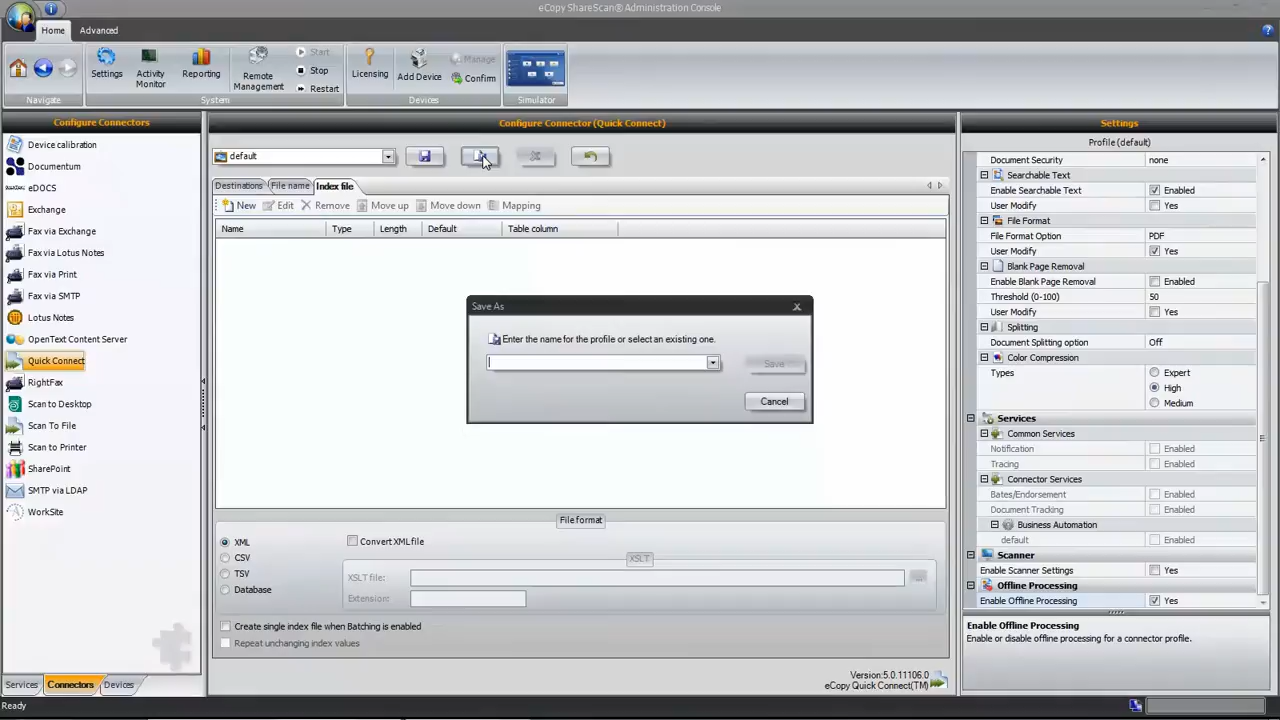 eCopy ShareScan® Administration Console
Home
Advanced
Settings
Activity
Monitor
Reporting
Remote
Management
Start
Stop
Restart
Licensing
Add Device
Manage
Confirm
Navigate
System
Devices
Simulator
Configure Connectors
Device calibration
Documentum
eDOCS
Exchange
Fax via Exchange
Fax via Lotus Notes
Fax via Print
Fax via SMTP
Lotus Notes
OpenText Content Server
Quick Connect
RightFax
Scan to Desktop
Scan To File
Scan to Printer
SharePoint
SMTP via LDAP
WorkSite
Services
Connectors
Devices
Ready
Configure Connector (Quick Connect)
default
Destinations
File name
Index file
New
Edit
Remove
Move up
Move down
Mapping
Name
Type
Length
Default
Table column
Save As
X
Enter the name for the profile or select an existing one.
Save
Cancel
File format
XML
CSV
TSV
Database
Convert XML file
XSLT
XSLT file:
Extension:
Create single index file when Batching is enabled
Repeat unchanging index values
Version:5.0.11106.0
eCopy Quick Connect(TM)
Settings
Profile (default)
Document Security none
Searchable Text
Enable Searchable Text Enabled
User Modify Yes
File Format
File Format Option PDF
User Modify Yes
Blank Page Removal
Enable Blank Page Removal Enabled
Threshold (0-100) 50
User Modify Yes
Splitting
Document Splitting option Off
Color Compression
Types Expert
High
Medium
Services
Common Services
Notification Enabled
Tracing Enabled
Connector Services
Bates/Endorsement Enabled
Document Tracking Enabled
Business Automation
default Enabled
Scanner
Enable Scanner Settings Yes
Offline Processing
Enable Offline Processing Yes
Enable Offline Processing
Enable or disable offline processing for a connector profile.